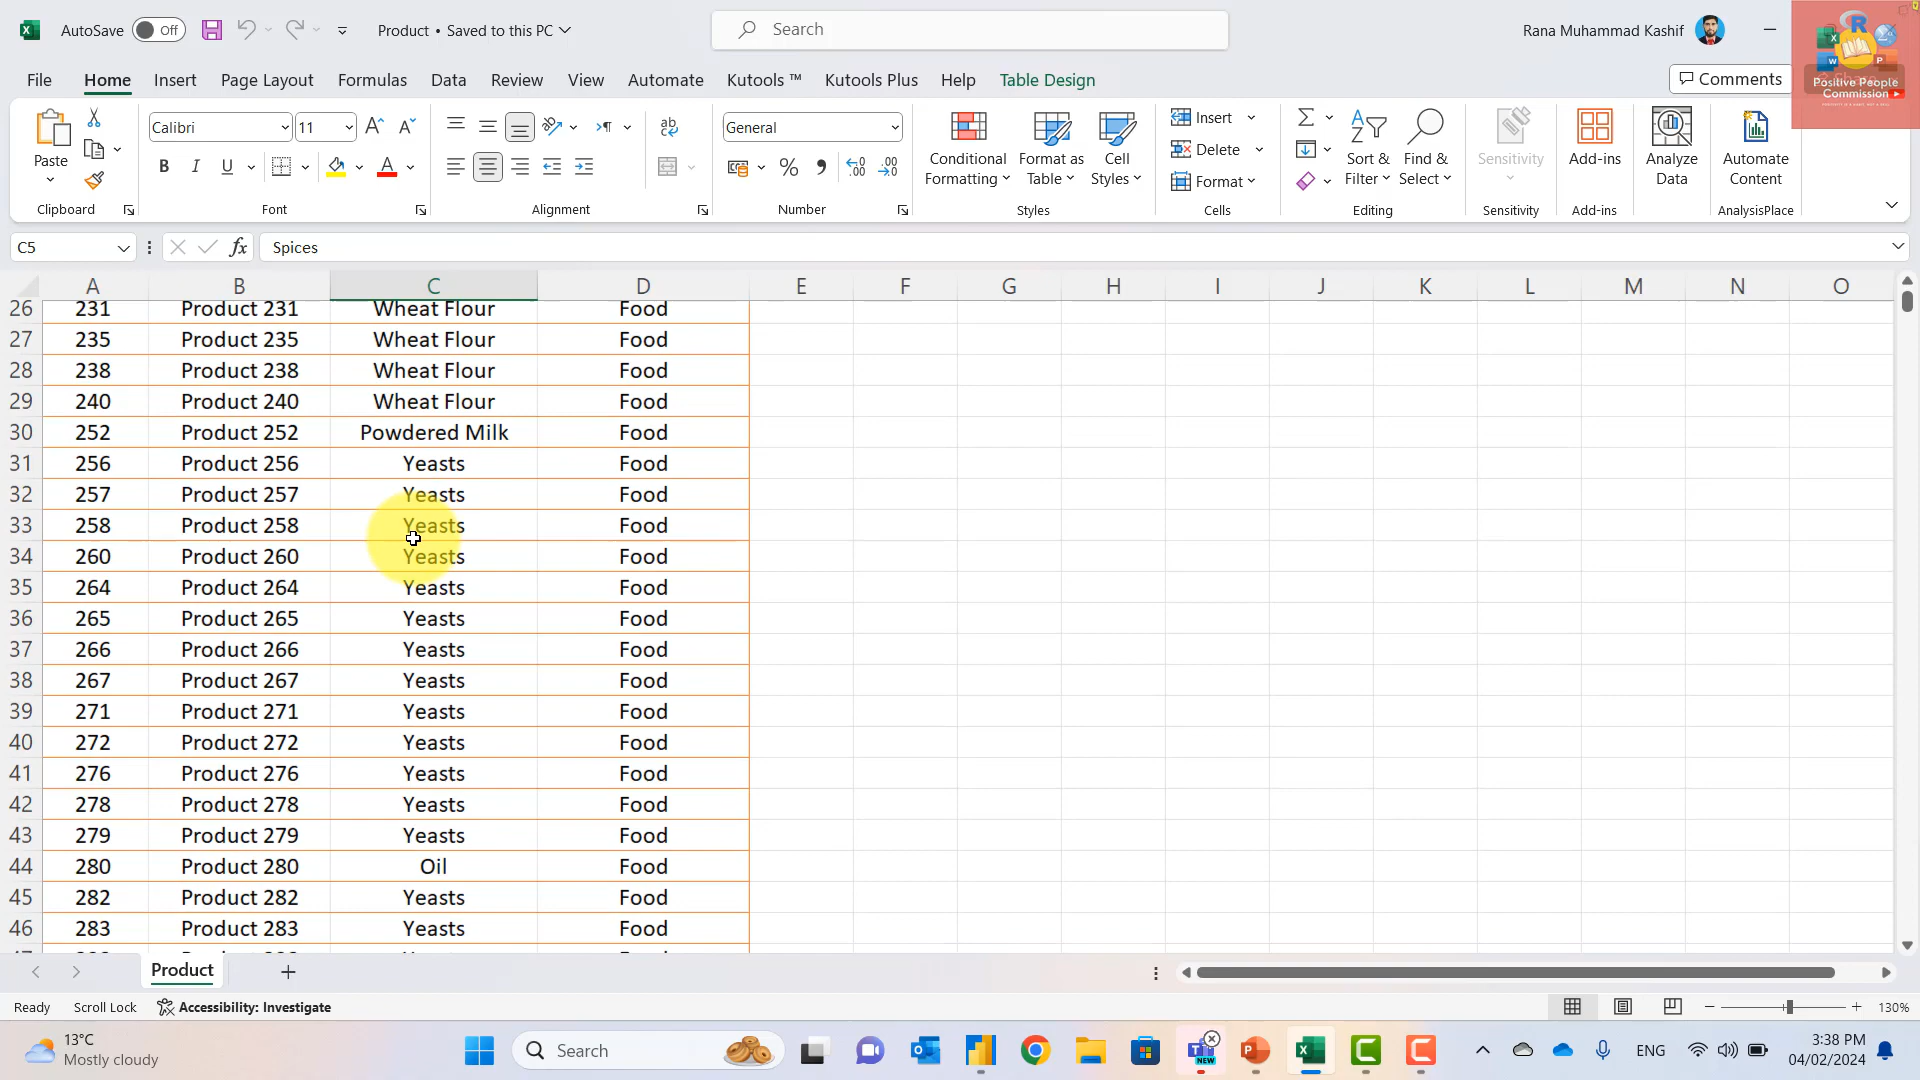 AutoSave Off Product • Saved to this PC Search Rana Muhammad Kashif
File Home Insert Page Layout Formulas Data Review View Automate Kutools ™ Kutools Plus Help Table Design Comments
Positive People
Commission
Paste Calibri 11 General Conditional Formatting Format as Table Cell Styles Insert Delete Format Sort & Filter Find & Select Sensitivity Add-ins Analyze Data Automate Content
Clipboard Font Alignment Number Styles Cells Editing Sensitivity Add-ins AnalysisPlace
C5 fx Spices
A B C D E F G H I J K L M N O
26 231 Product 231 Wheat Flour Food
27 235 Product 235 Wheat Flour Food
28 238 Product 238 Wheat Flour Food
29 240 Product 240 Wheat Flour Food
30 252 Product 252 Powdered Milk Food
31 256 Product 256 Yeasts Food
32 257 Product 257 Yeasts Food
33 258 Product 258 Yeasts Food
34 260 Product 260 Yeasts Food
35 264 Product 264 Yeasts Food
36 265 Product 265 Yeasts Food
37 266 Product 266 Yeasts Food
38 267 Product 267 Yeasts Food
39 271 Product 271 Yeasts Food
40 272 Product 272 Yeasts Food
41 276 Product 276 Yeasts Food
42 278 Product 278 Yeasts Food
43 279 Product 279 Yeasts Food
44 280 Product 280 Oil Food
45 282 Product 282 Yeasts Food
46 283 Product 283 Yeasts Food
Product
Ready Scroll Lock Accessibility: Investigate 130%
13°C
Mostly cloudy
Search
NEW
ENG
3:38 PM
04/02/2024